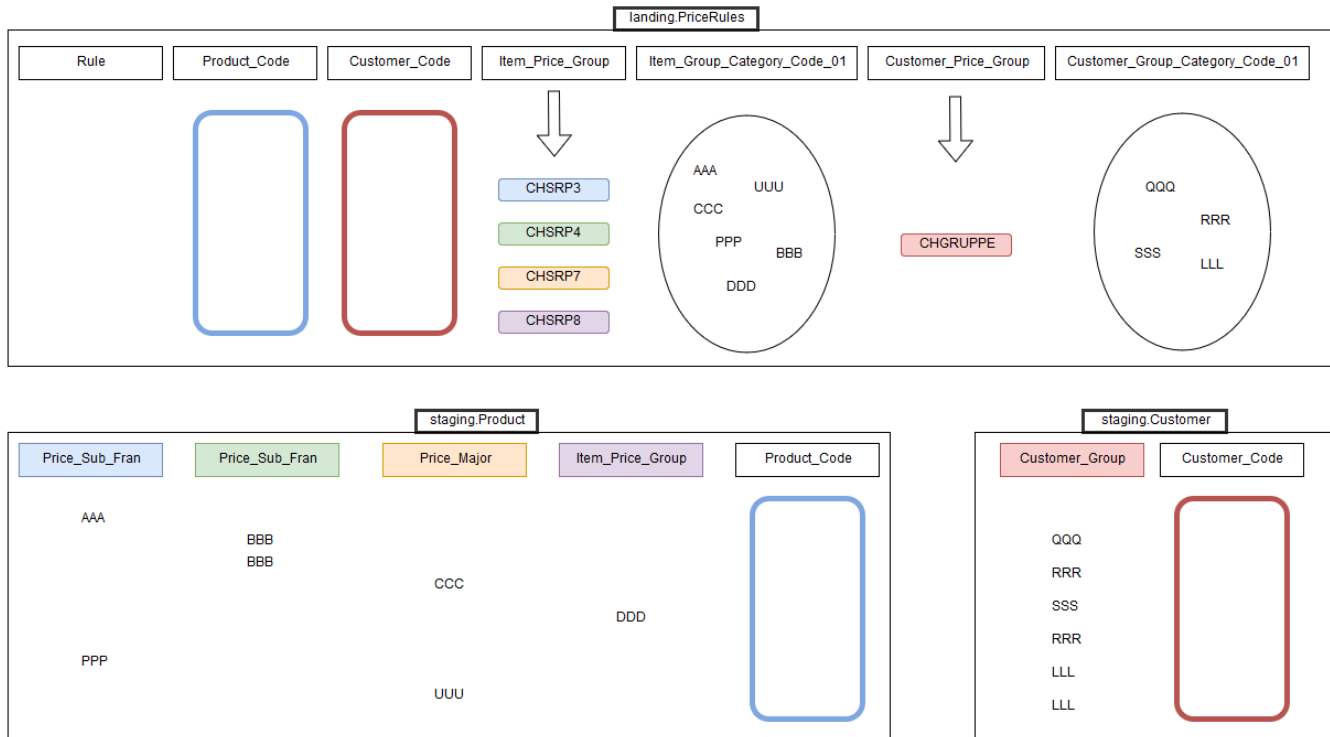 landing.PriceRules
Rule Product_Code Customer_Code Item_Price_Group Item_Group_Category_Code_01 Customer_Price_Group Customer_Group_Category_Code_01
AAA
UUU
QQQ
CHSRP3
CCC
RRR
CHSRP4
PPP
CHGRUPPE
BBB
SSS
LLL
CHSRP7
DDD
CHSRP8
staging.Product
Price_Sub_Fran Price_Sub_Fran Price_Major Item_Price_Group Product_Code
AAA
BBB
BBB
CCC
DDD
PPP
UUU
staging.Customer
Customer_Group Customer_Code
QQQ
RRR
SSS
RRR
LLL
LLL